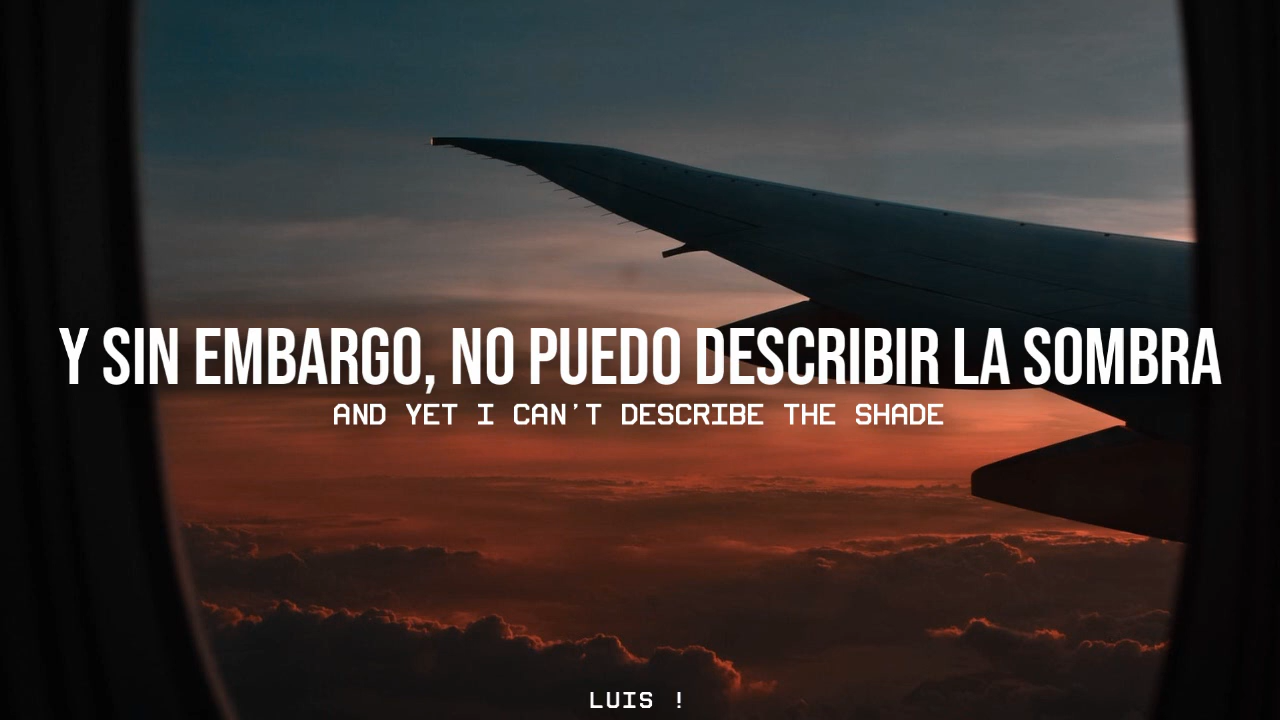 Y SIN EMBARGO, NO PUEDO DESCRIBIR LA SOMBRA
AND YET I CAN'T DESCRIBE THE SHADE
LUIS !